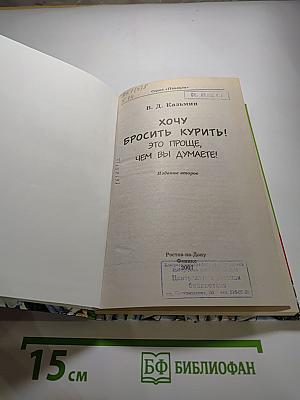 Серия «Панацея»
В. Д. Казьмин
ХОЧУ
БРОСИТЬ КУРИТЬ!
ЭТО ПРОЩЕ,
ЧЕМ ВЫ ДУМАЕТЕ!
Издание второе
Ростов-на-Дону
Феникс
2007
15 см
БФ БИБЛИОФАН